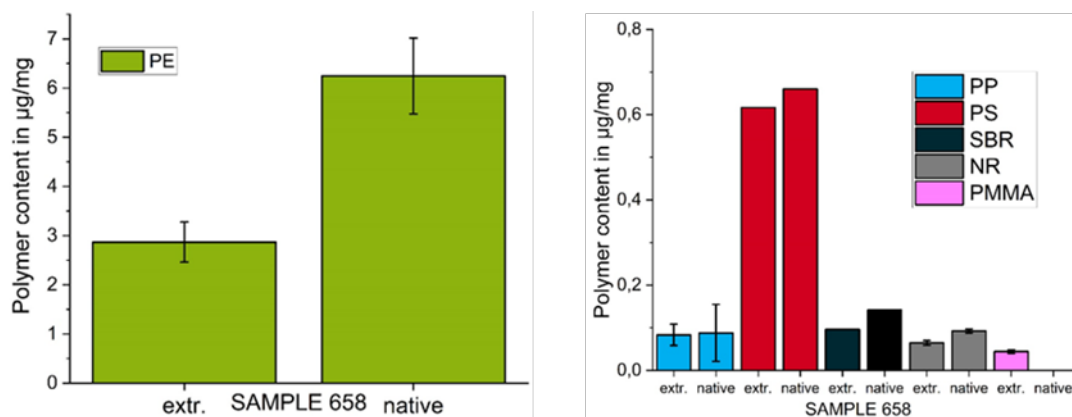 Polymer content in µg/mg
7
6
5
4
3
2
1
0
PE
extr. SAMPLE 658 native
Polymer content in µg/mg
0,8
0,6
0,4
0,2
0,0
PP
PS
SBR
NR
PMMA
extr. native extr. native extr. native extr. native extr. native
SAMPLE 658